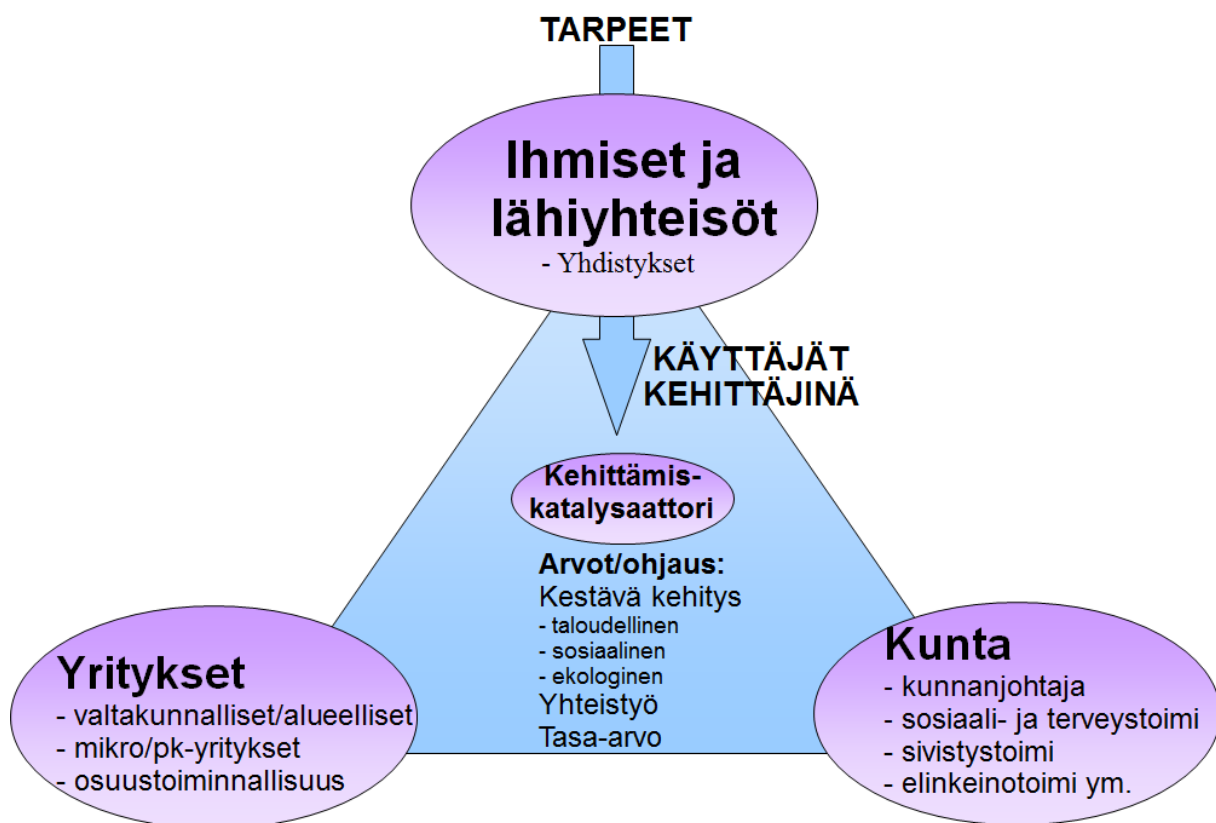 TARPEET
Ihmiset ja
lähiyhteisöt
- Yhdistykset
KÄYTTÄJÄT
KEHITTÄJINÄ
Kehittämis-
katalysaattori
Arvot/ohjaus:
Kestävä kehitys
- taloudellinen
- sosiaalinen
- ekologinen
Yhteistyö
Tasa-arvo
Yritykset
- valtakunnalliset/alueelliset
- mikro/pk-yritykset
- osuustoiminnallisuus
Kunta
- kunnanjohtaja
- sosiaali- ja terveystoimi
- sivistystoimi
- elinkeinotoimi ym.